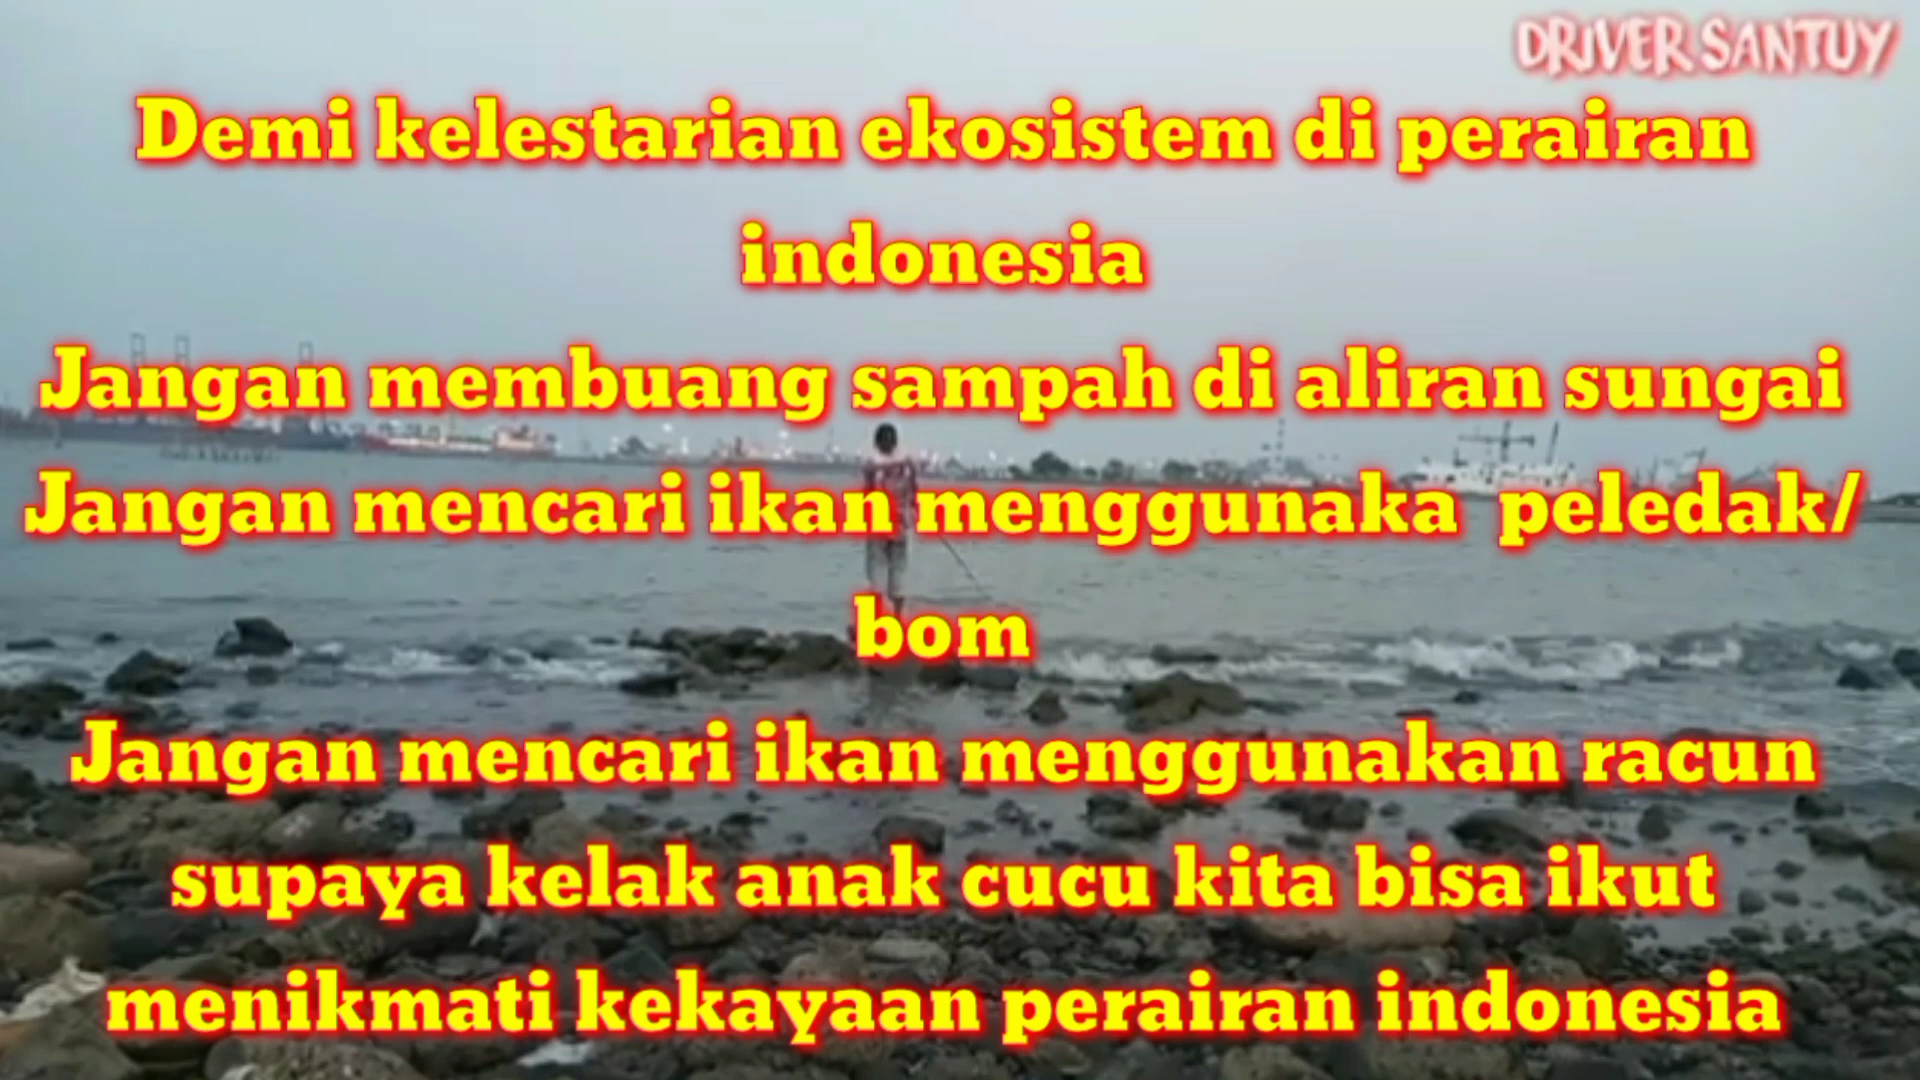 DRIVER SANTUY
Demi kelestarian ekosistem di perairan
indonesia
Jangan membuang sampah di aliran sungai
Jangan mencari ikan menggunaka peledak/
bom
Jangan mencari ikan menggunakan racun
supaya kelak anak cucu kita bisa ikut
menikmati kekayaan perairan indonesia